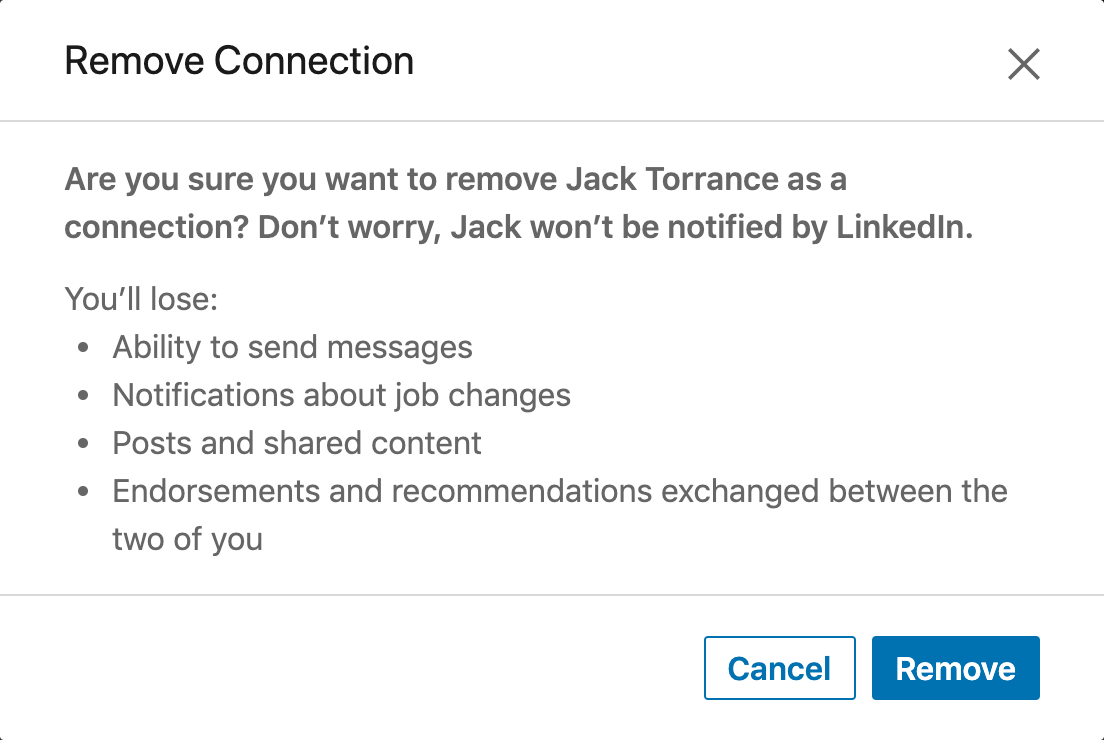 Remove Connection
Are you sure you want to remove Jack Torrance as a
connection? Don’t worry, Jack won’t be notified by LinkedIn.
You’ll lose:
• Ability to send messages
• Notifications about job changes
• Posts and shared content
• Endorsements and recommendations exchanged between the
two of you
Cancel Remove